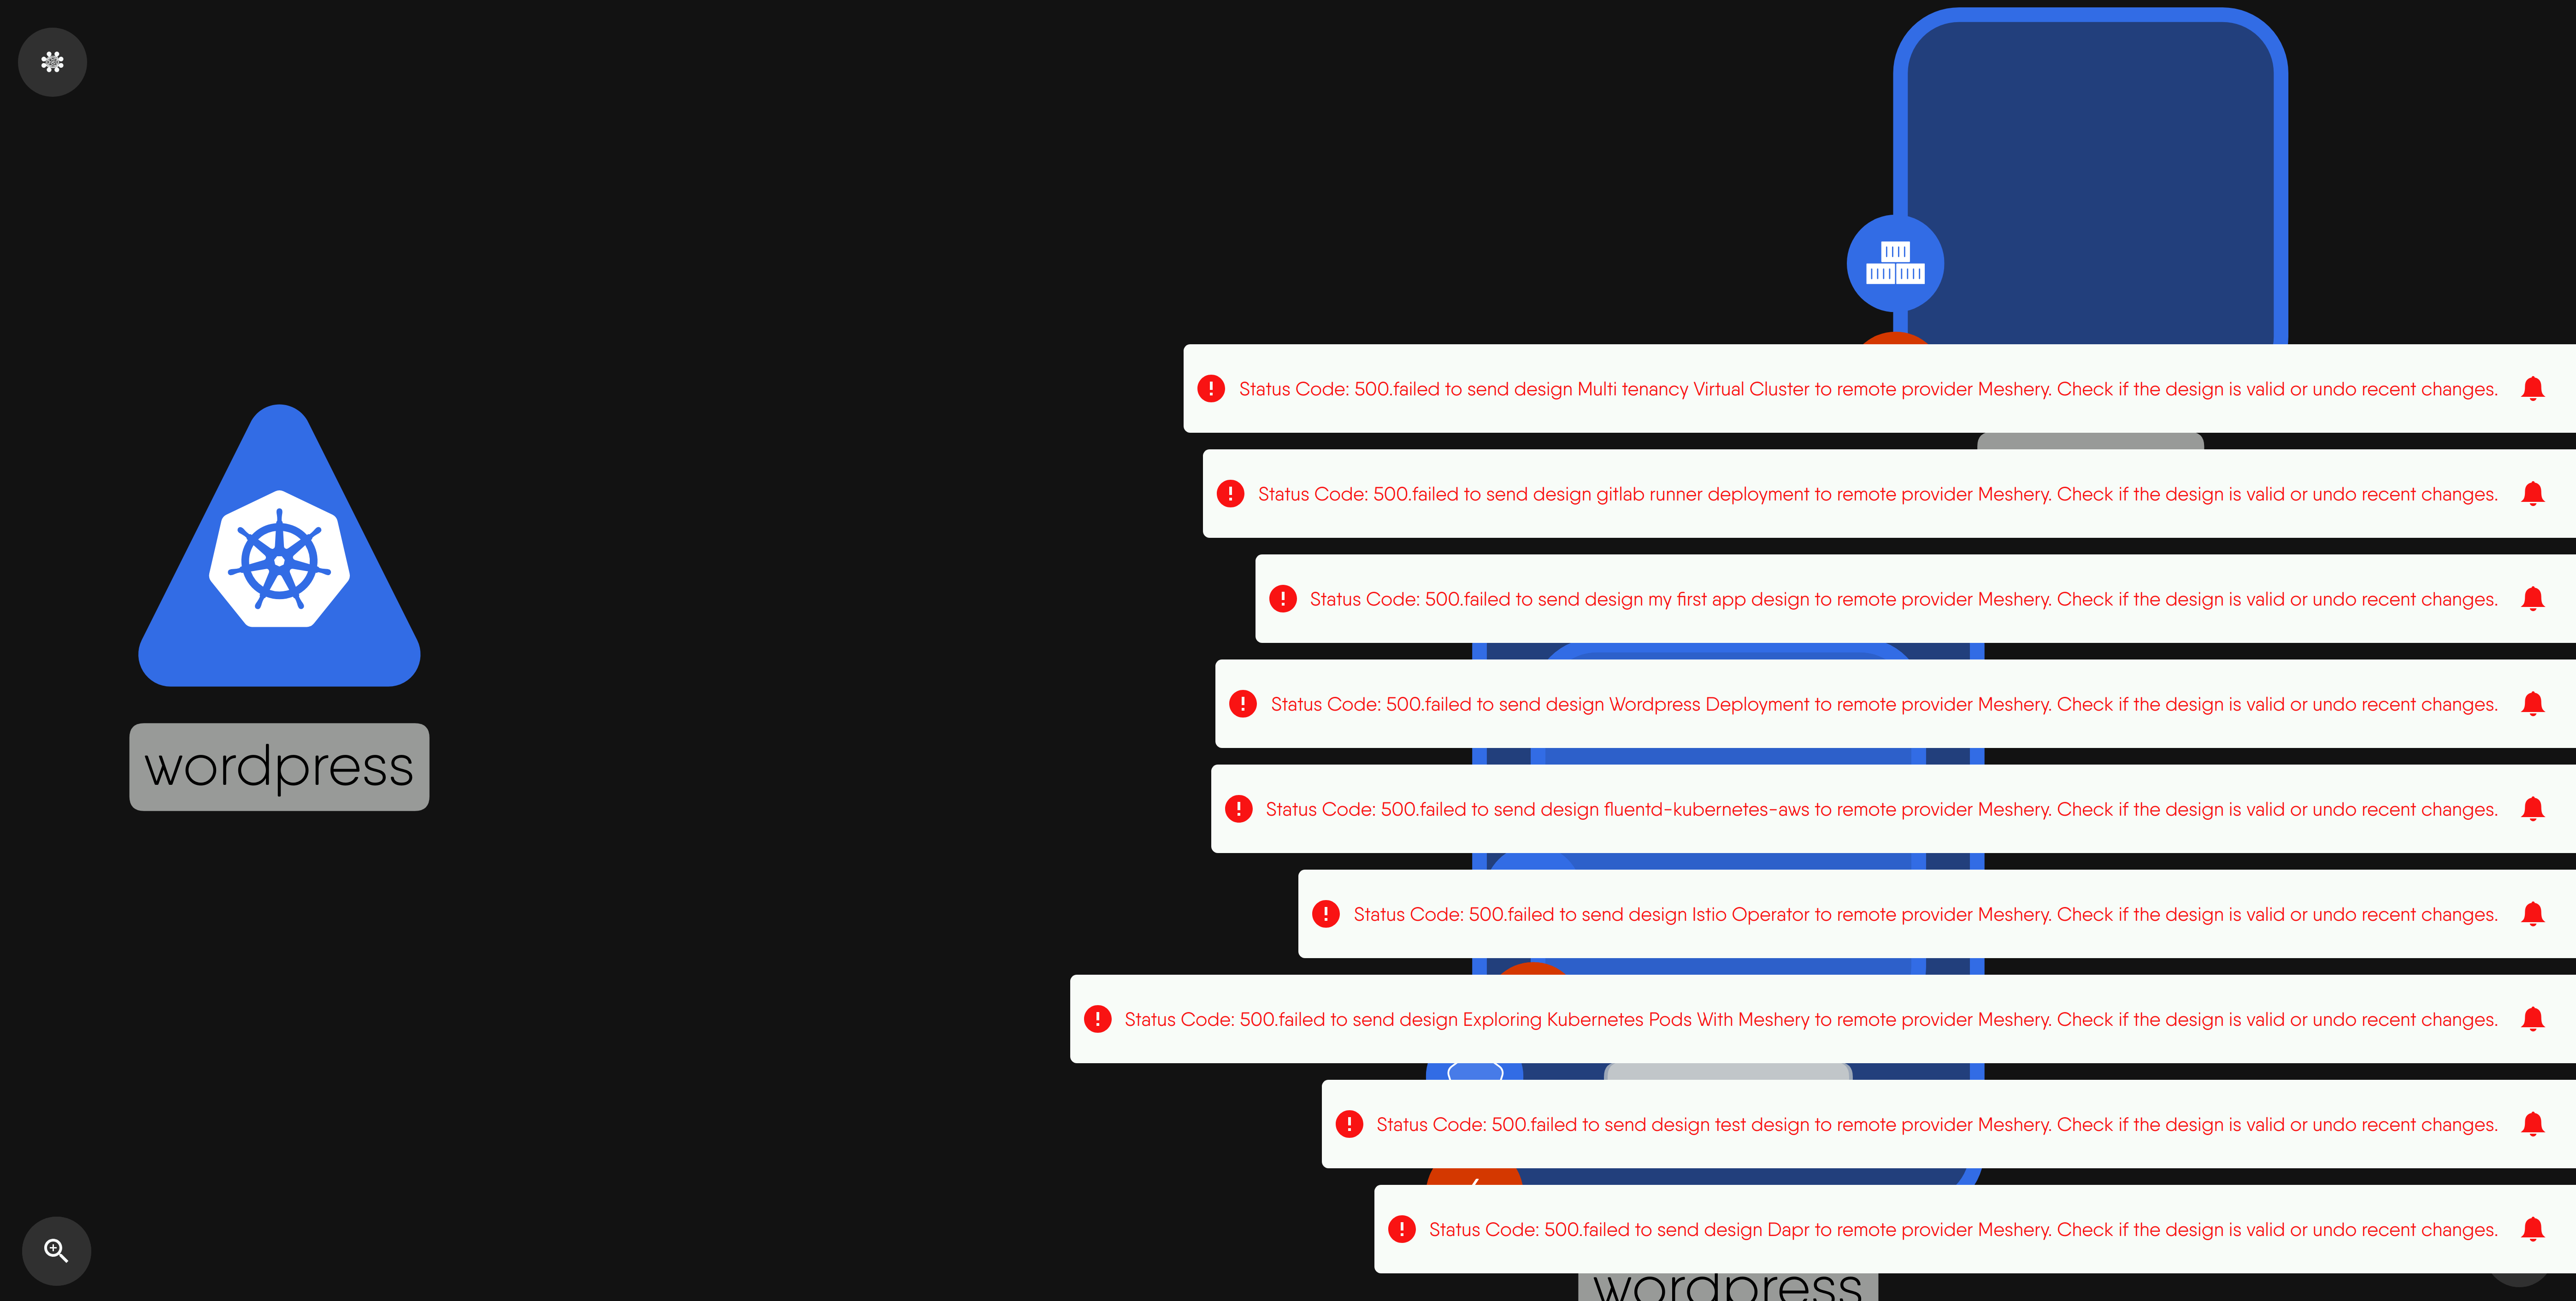 Status Code: 500.failed to send design Multi tenancy Virtual Cluster to remote provider Meshery. Check if the design is valid or undo recent changes.
Status Code: 500.failed to send design gitlab runner deployment to remote provider Meshery. Check if the design is valid or undo recent changes.
Status Code: 500.failed to send design my first app design to remote provider Meshery. Check if the design is valid or undo recent changes.
Status Code: 500.failed to send design Wordpress Deployment to remote provider Meshery. Check if the design is valid or undo recent changes.
wordpress
Status Code: 500.failed to send design fluentd-kubernetes-aws to remote provider Meshery. Check if the design is valid or undo recent changes.
Status Code: 500.failed to send design Istio Operator to remote provider Meshery. Check if the design is valid or undo recent changes.
Status Code: 500.failed to send design Exploring Kubernetes Pods With Meshery to remote provider Meshery. Check if the design is valid or undo recent changes.
Status Code: 500.failed to send design test design to remote provider Meshery. Check if the design is valid or undo recent changes.
Status Code: 500.failed to send design Dapr to remote provider Meshery. Check if the design is valid or undo recent changes.
wordpress